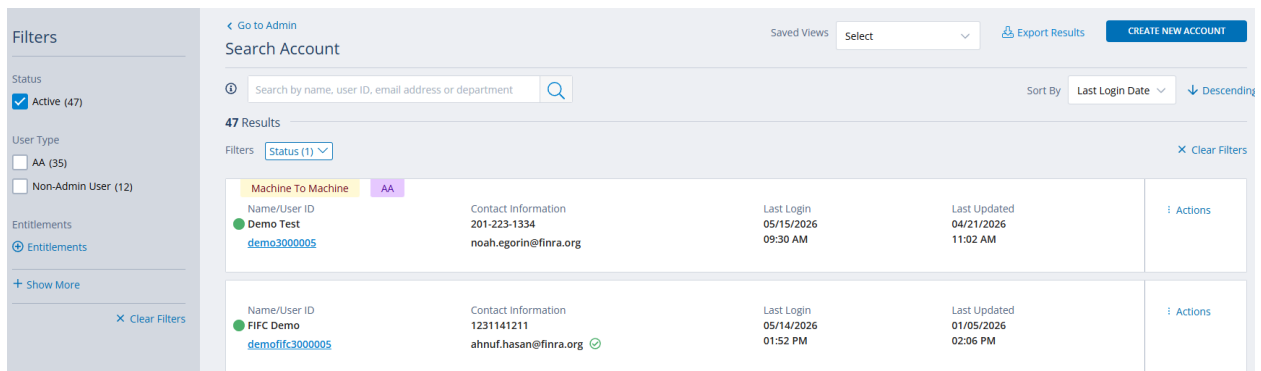 Filters
Status
Active (47)
User Type
AA (35)
Non-Admin User (12)
Entitlements
Entitlements
Show More
Clear Filters
Go to Admin
Search Account
Saved Views Select Export Results CREATE NEW ACCOUNT
Search by name, user ID, email address or department
Sort By Last Login Date Descending
47 Results
Filters Status (1) Clear Filters
Machine To Machine AA
Name/User ID Contact Information Last Login Last Updated
Demo Test 201-223-1334 05/15/2026 04/21/2026 Actions
demo3000005 noah.egorin@finra.org 09:30 AM 11:02 AM
Name/User ID Contact Information Last Login Last Updated
FIFC Demo 1231141211 05/14/2026 01/05/2026 Actions
demofifc3000005 ahnuf.hasan@finra.org 01:52 PM 02:06 PM